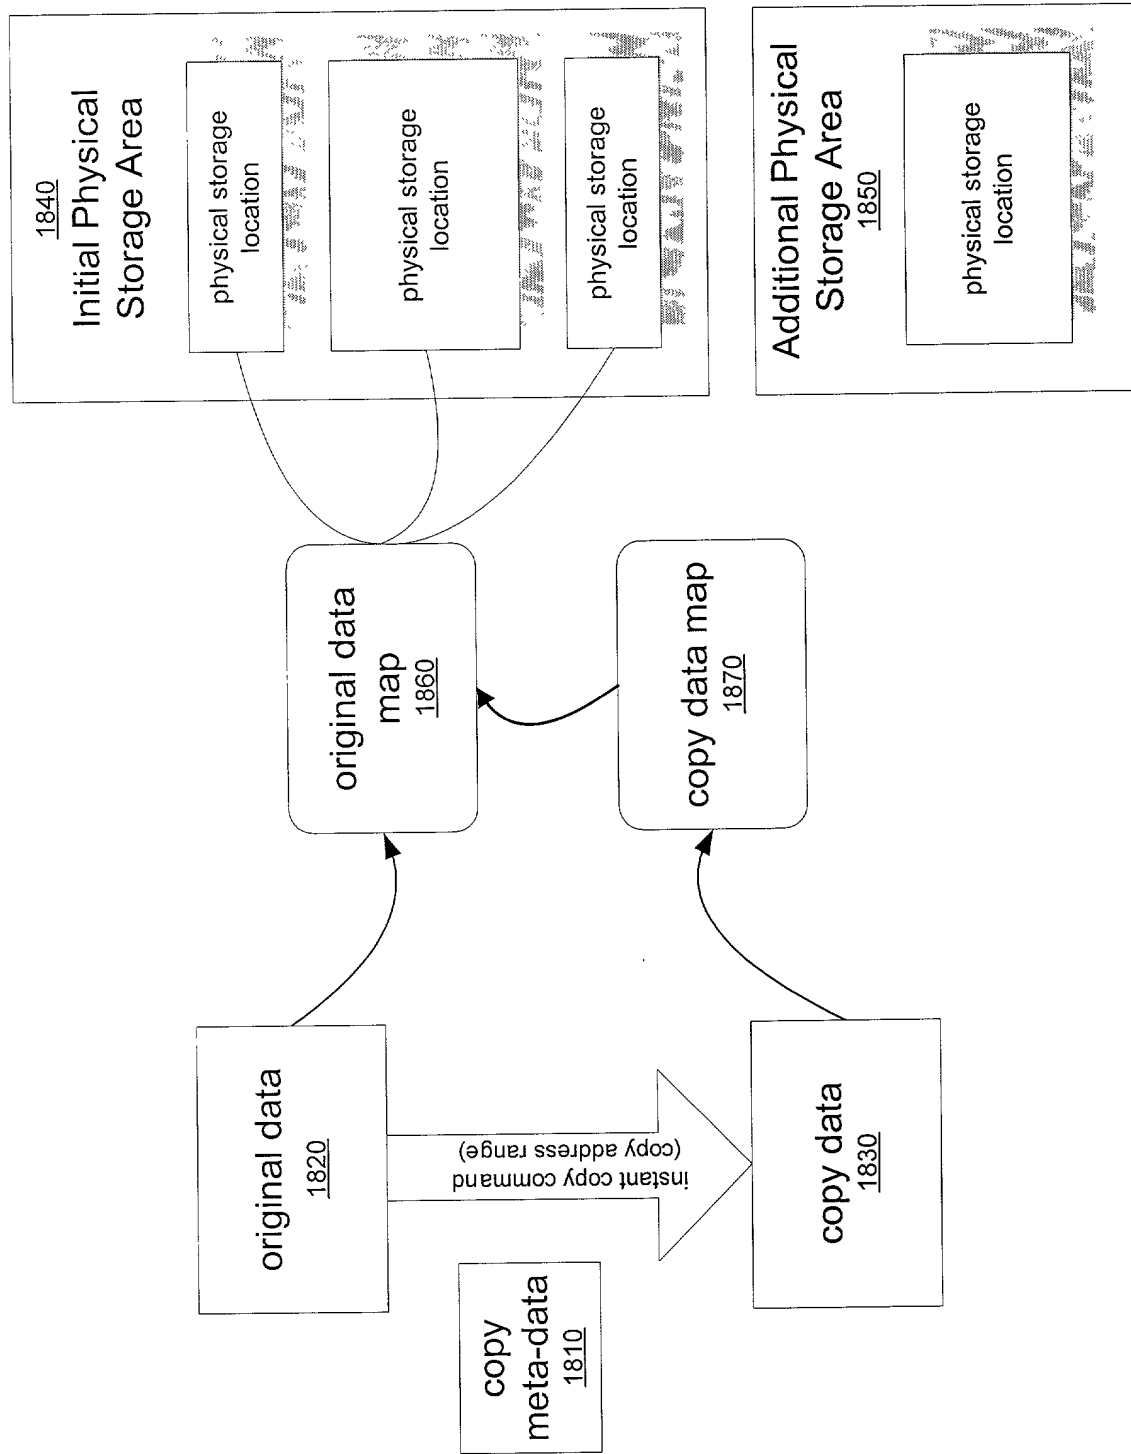 1840
Initial Physical
Storage Area
physical storage
location
physical storage
location
physical storage
location
Additional Physical
Storage Area
1850
physical storage
location
original data
map
1860
copy data map
1870
original data
1820
instant copy command
(copy address range)
copy data
1830
copy
meta-data
1810